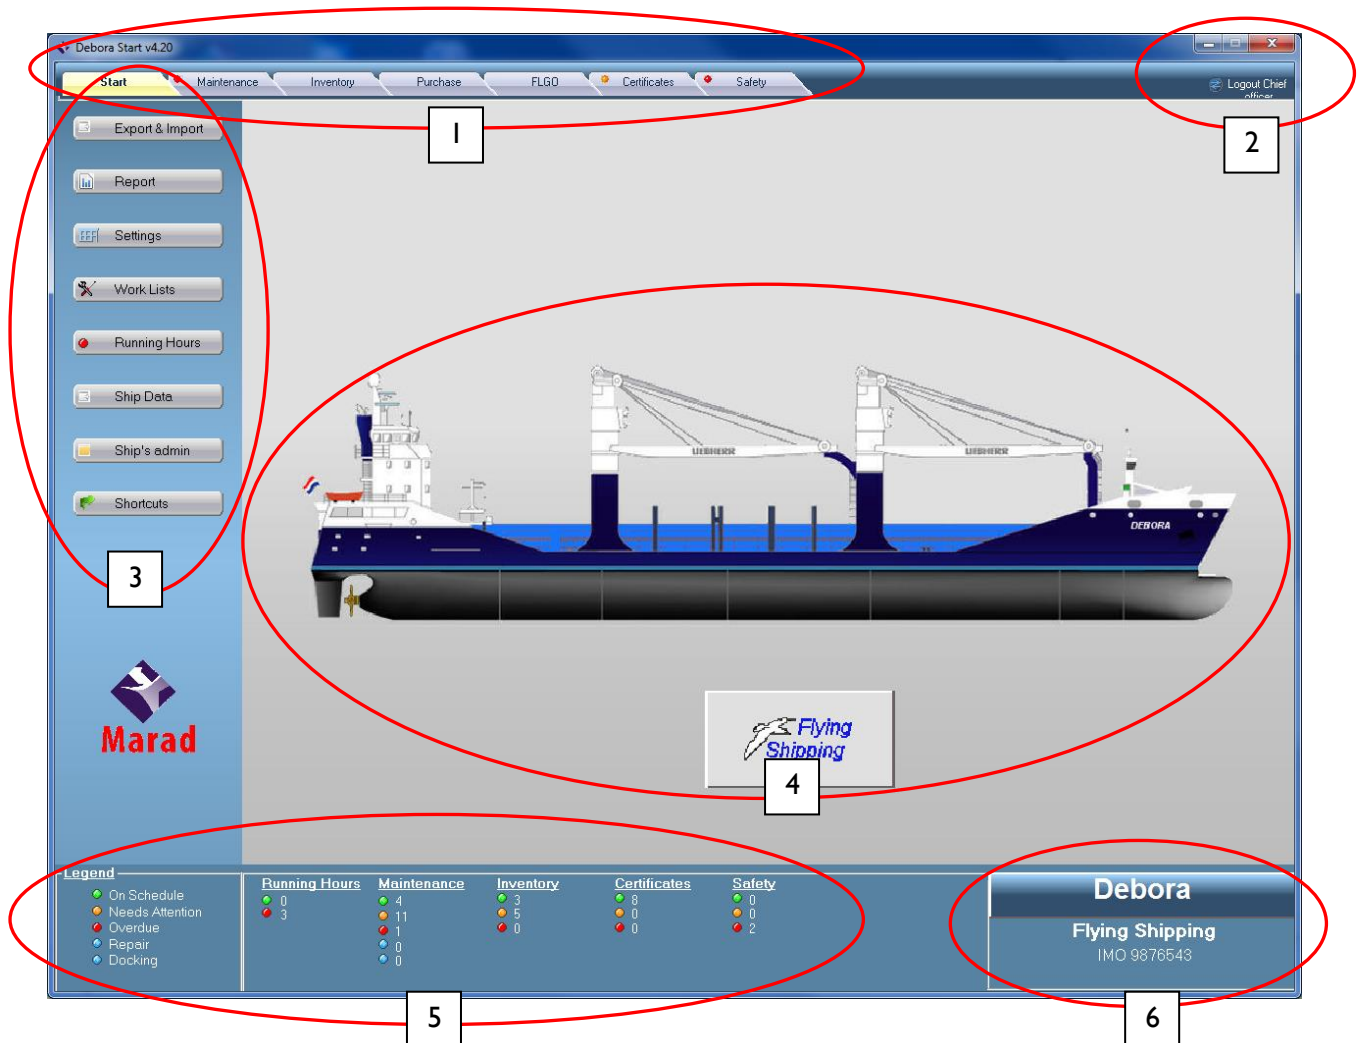 Debora Start v4.20
Start Maintenance Inventory Purchase FLGO Certificates Safety
Logout Chief
officer
1
2
Export & Import
Report
Settings
Work Lists
Running Hours
Ship Data
Ship's admin
Shortcuts
3
LIEBHERR
LIEBHERR
DEBORA
Flying
Shipping
4
Marad
Legend
On Schedule
Needs Attention
Overdue
Repair
Docking
Running Hours
0
3
Maintenance
4
11
1
0
0
Inventory
3
5
0
Certificates
8
0
0
Safety
0
0
2
Debora
Flying Shipping
IMO 9876543
5
6